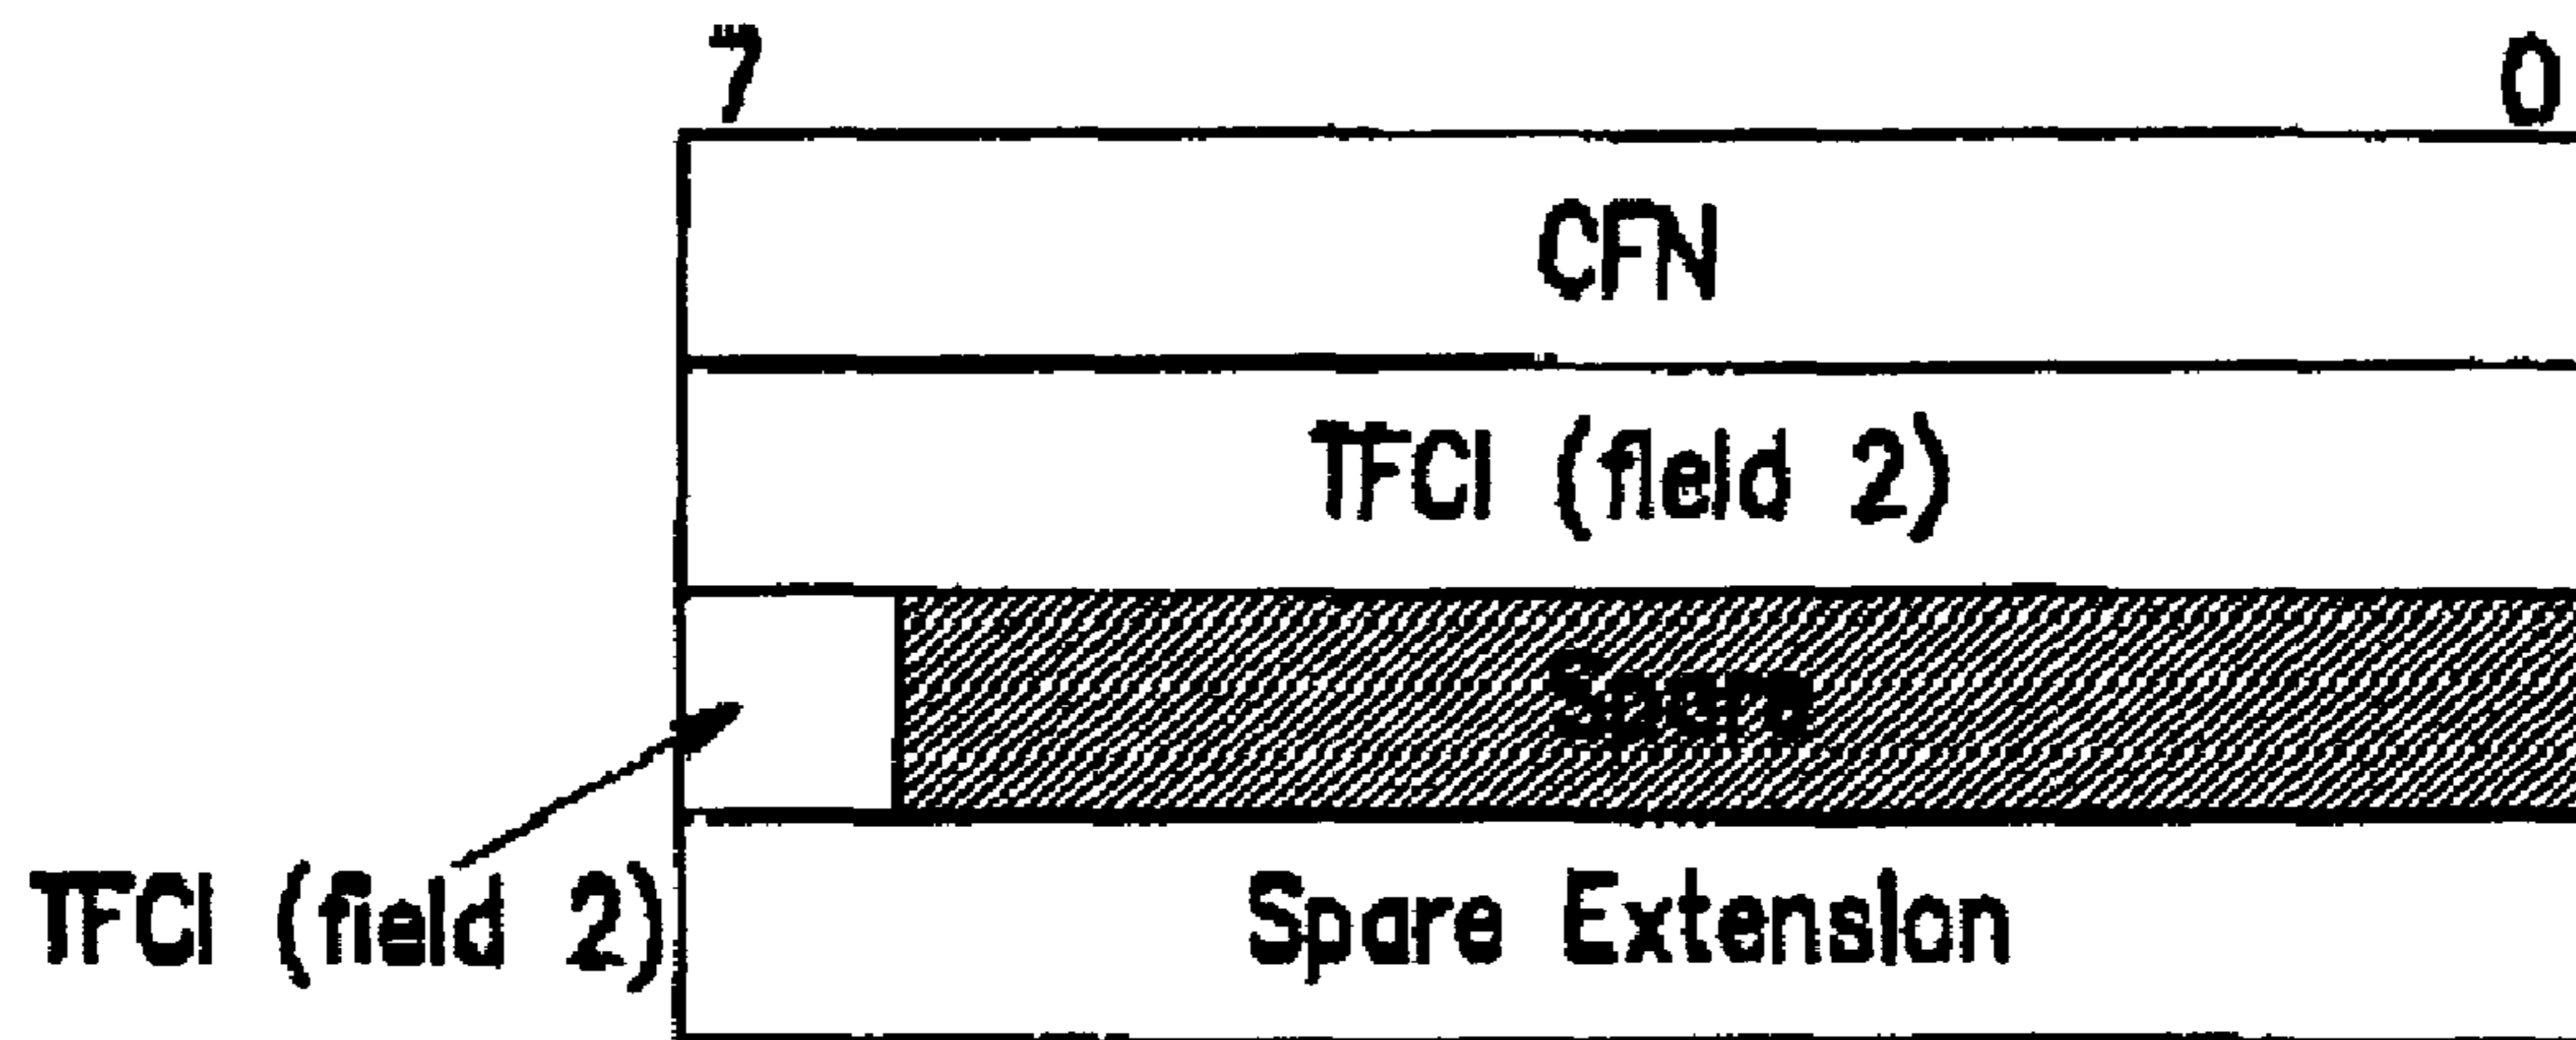 7 0
CFN
TFCI (field 2)
Spare
TFCI (field 2)
Spare Extension